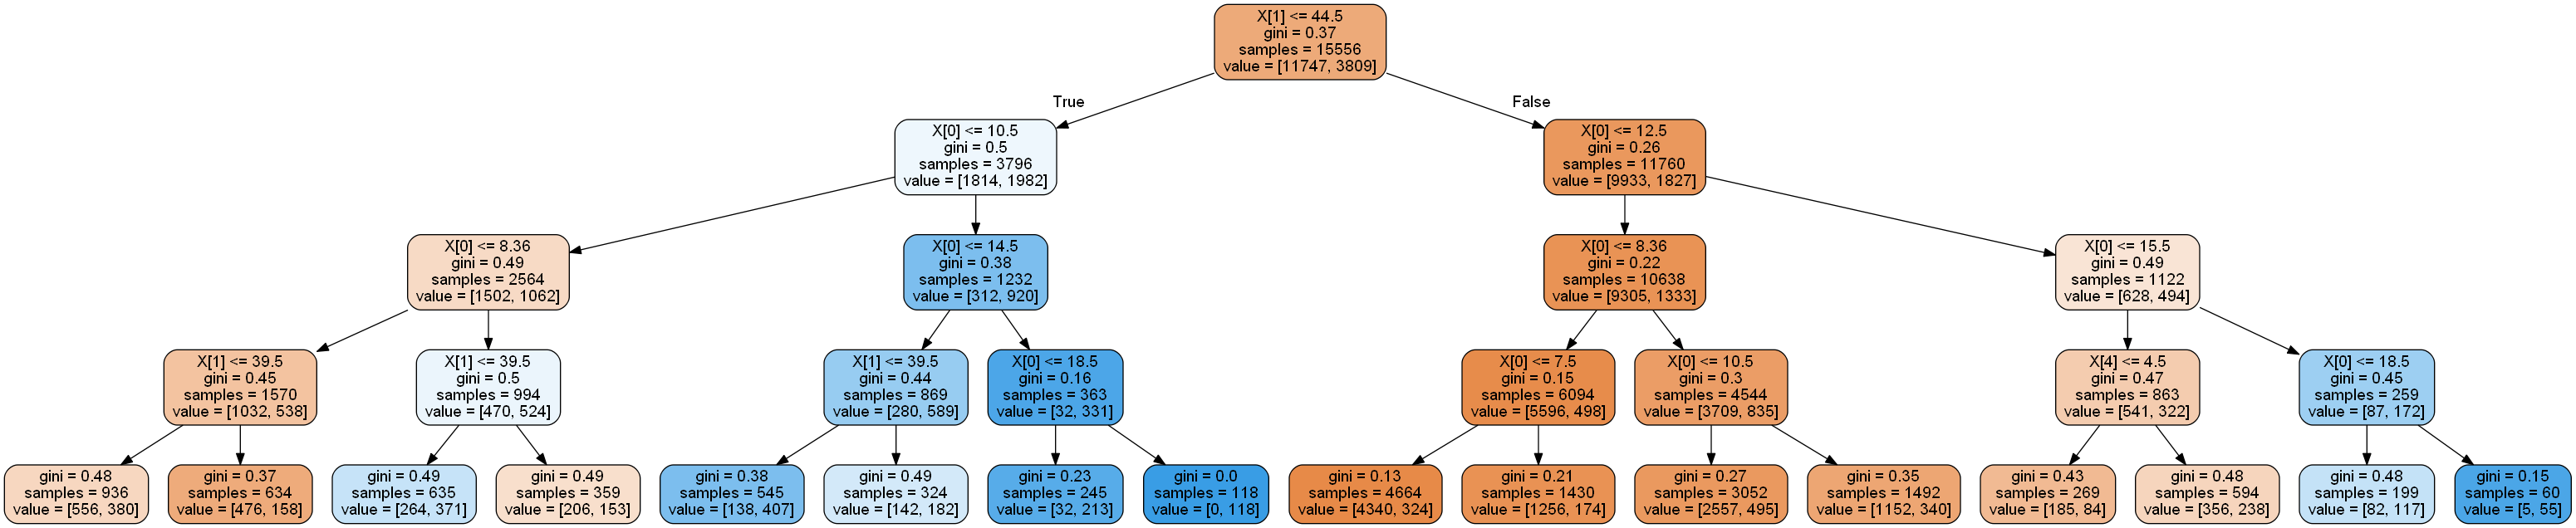 X[1] <= 44.5
gini = 0.37
samples = 15556
value = [11747, 3809]
True
False
X[0] <= 10.5
gini = 0.5
samples = 3796
value = [1814, 1982]
X[0] <= 12.5
gini = 0.26
samples = 11760
value = [9933, 1827]
X[0] <= 8.36
gini = 0.49
samples = 2564
value = [1502, 1062]
X[0] <= 14.5
gini = 0.38
samples = 1232
value = [312, 920]
X[0] <= 8.36
gini = 0.22
samples = 10638
value = [9305, 1333]
X[0] <= 15.5
gini = 0.49
samples = 1122
value = [628, 494]
X[1] <= 39.5
gini = 0.45
samples = 1570
value = [1032, 538]
X[1] <= 39.5
gini = 0.5
samples = 994
value = [470, 524]
X[1] <= 39.5
gini = 0.44
samples = 869
value = [280, 589]
X[0] <= 18.5
gini = 0.16
samples = 363
value = [32, 331]
X[0] <= 7.5
gini = 0.15
samples = 6094
value = [5596, 498]
X[0] <= 10.5
gini = 0.3
samples = 4544
value = [3709, 835]
X[4] <= 4.5
gini = 0.47
samples = 863
value = [541, 322]
X[0] <= 18.5
gini = 0.45
samples = 259
value = [87, 172]
gini = 0.48
samples = 936
value = [556, 380]
gini = 0.37
samples = 634
value = [476, 158]
gini = 0.49
samples = 635
value = [264, 371]
gini = 0.49
samples = 359
value = [206, 153]
gini = 0.38
samples = 545
value = [138, 407]
gini = 0.49
samples = 324
value = [142, 182]
gini = 0.23
samples = 245
value = [32, 213]
gini = 0.0
samples = 118
value = [0, 118]
gini = 0.13
samples = 4664
value = [4340, 324]
gini = 0.21
samples = 1430
value = [1256, 174]
gini = 0.27
samples = 3052
value = [2557, 495]
gini = 0.35
samples = 1492
value = [1152, 340]
gini = 0.43
samples = 269
value = [185, 84]
gini = 0.48
samples = 594
value = [356, 238]
gini = 0.48
samples = 199
value = [82, 117]
gini = 0.15
samples = 60
value = [5, 55]